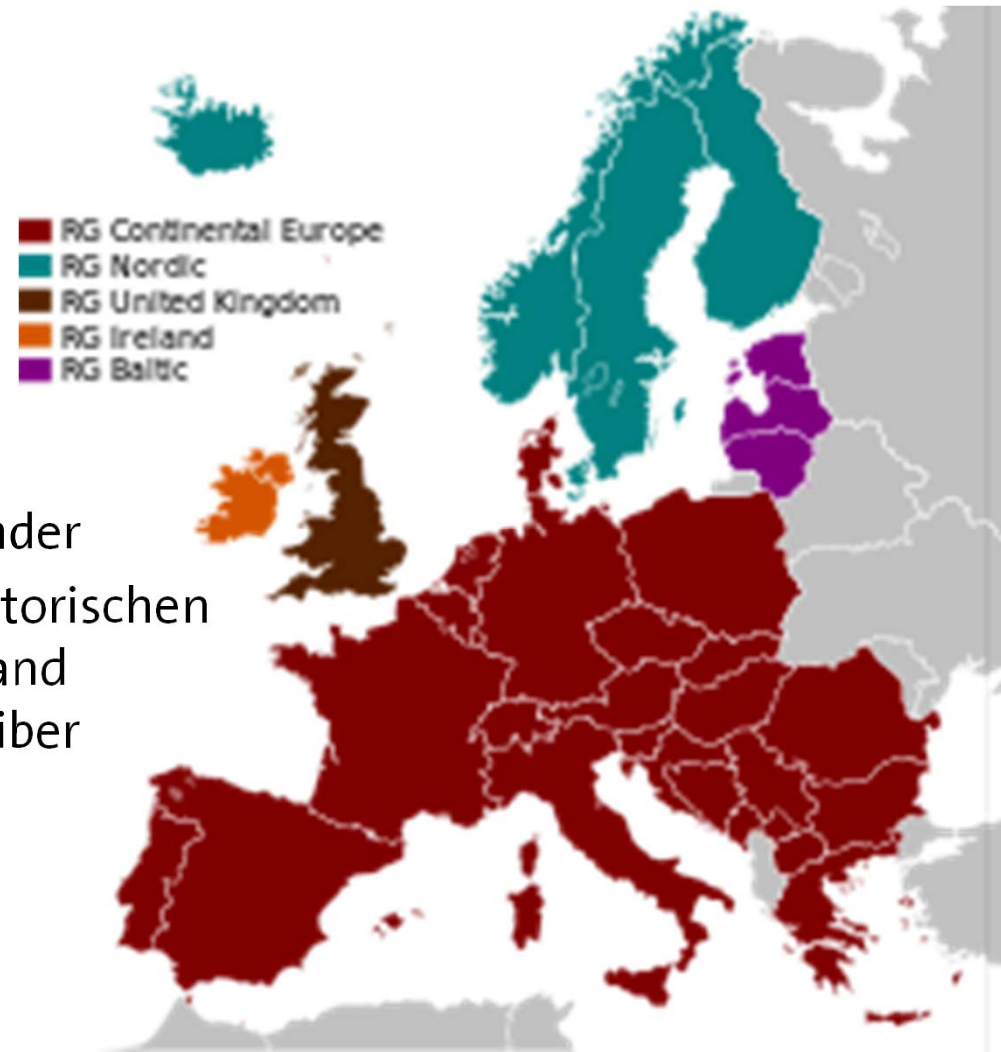 RG Continental Europe
RG Nordic
RG United Kingdom
RG Ireland
RG Baltic
nder
torischen
and
iber